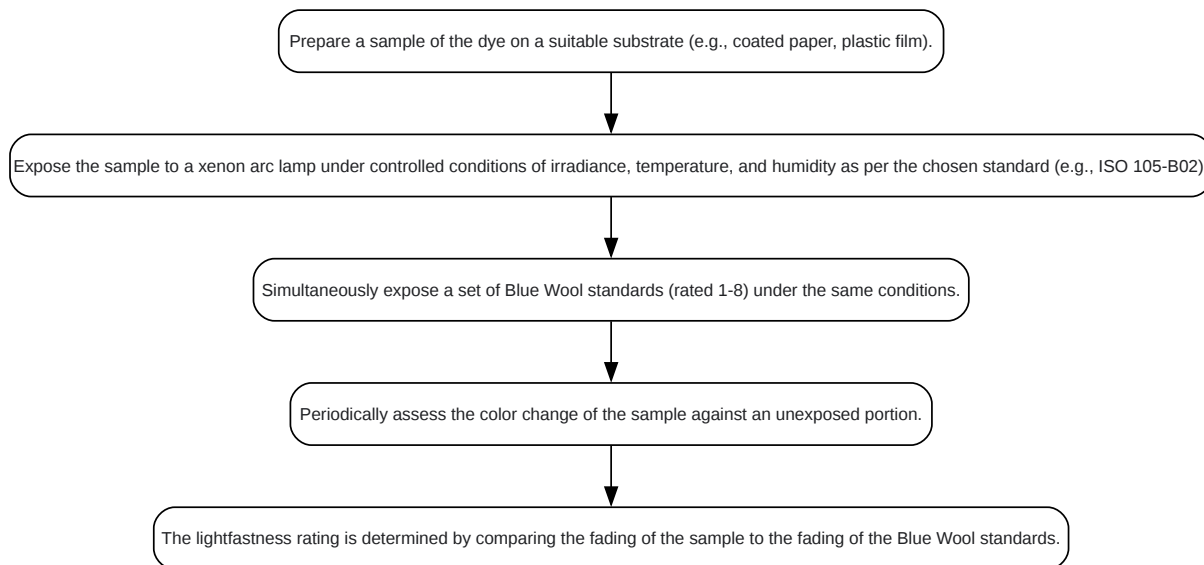 Prepare a sample of the dye on a suitable substrate (e.g., coated paper, plastic film).
Expose the sample to a xenon arc lamp under controlled conditions of irradiance, temperature, and humidity as per the chosen standard (e.g., ISO 105-B02)
Simultaneously expose a set of Blue Wool standards (rated 1-8) under the same conditions.
Periodically assess the color change of the sample against an unexposed portion.
The lightfastness rating is determined by comparing the fading of the sample to the fading of the Blue Wool standards.